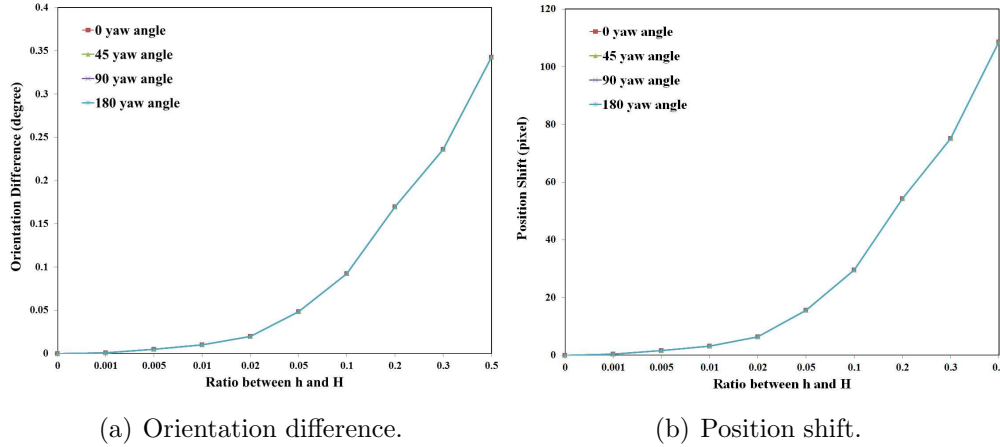 0.4
0.35
0.3
0.25
0.2
0.15
0.1
0.05
0
Orientation Difference (degree)
0 yaw angle
45 yaw angle
90 yaw angle
180 yaw angle
0 0.001 0.005 0.01 0.02 0.05 0.1 0.2 0.3 0.5
Ratio between h and H
(a) Orientation difference.
120
100
80
60
40
20
0
Position Shift (pixel)
0 yaw angle
45 yaw angle
90 yaw angle
180 yaw angle
0 0.001 0.005 0.01 0.02 0.05 0.1 0.2 0.3
Ratio between h and H
(b) Position shift.